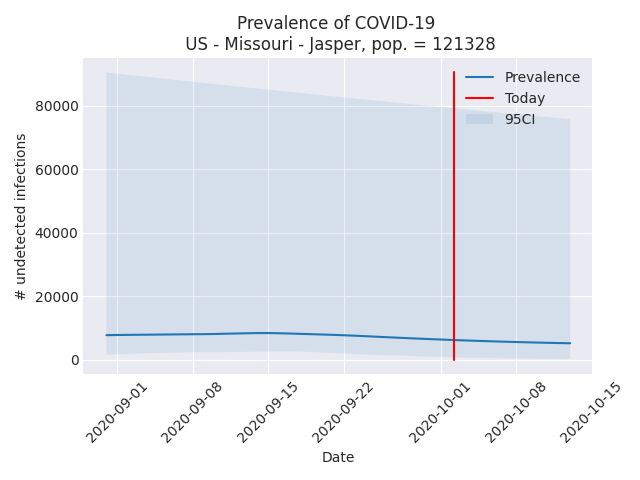 Prevalence of COVID-19
US - Missouri - Jasper, pop. = 121328
Prevalence
Today
95CI
# undetected infections
80000
60000
40000
20000
0
2020-09-01
2020-09-08
2020-09-15
2020-09-22
2020-10-01
2020-10-08
2020-10-15
Date